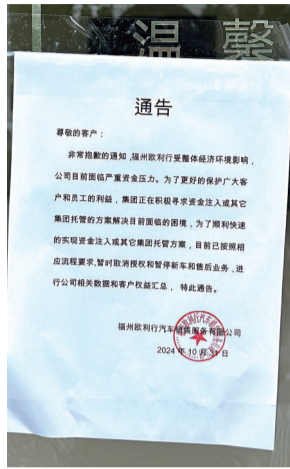 温馨
通告
尊敬的客户：
非常抱歉的通知,福州欧利行受整体经济环境影响，
公司目前面临严重资金压力。为了更好的保护广大客
户和员工的利益，集团正在积极寻求资金注入或其它
集团托管的方案解决目前面临的困境，为了顺利快速
的实现资金注入或其它集团托管方案，目前已按照相
应流程要求,暂时取消授权和暂停新车和售后业务，进
行公司相关数据和客户权益汇总，特此通告。
福州欧利行汽车销售服务有限公司
2024年10月31日